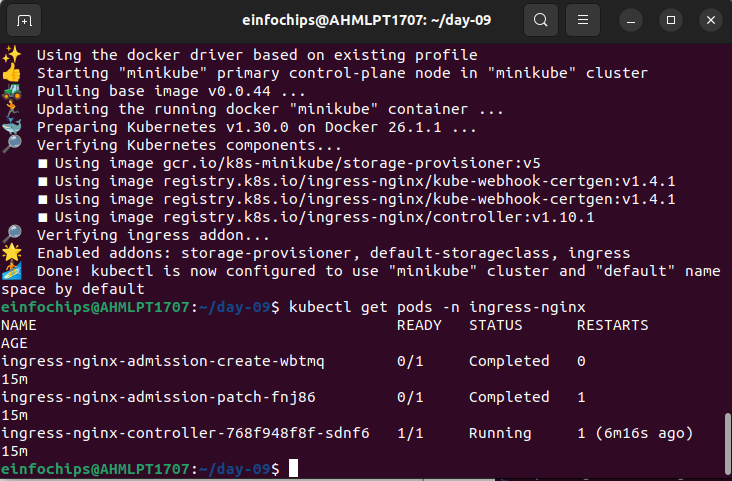 einfochips@AHMLPT1707: ~/day-09
Using the docker driver based on existing profile
Starting "minikube" primary control-plane node in "minikube" cluster
Pulling base image v0.0.44 ...
Updating the running docker "minikube" container ...
Preparing Kubernetes v1.30.0 on Docker 26.1.1 ...
Verifying Kubernetes components...
■ Using image gcr.io/k8s-minikube/storage-provisioner:v5
■ Using image registry.k8s.io/ingress-nginx/kube-webhook-certgen:v1.4.1
■ Using image registry.k8s.io/ingress-nginx/kube-webhook-certgen:v1.4.1
■ Using image registry.k8s.io/ingress-nginx/controller:v1.10.1
Verifying ingress addon...
Enabled addons: storage-provisioner, default-storageclass, ingress
Done! kubectl is now configured to use "minikube" cluster and "default" name
space by default
einfochips@AHMLPT1707:~/day-09$ kubectl get pods -n ingress-nginx
NAME READY STATUS RESTARTS
AGE
ingress-nginx-admission-create-wbtmq 0/1 Completed 0
15m
ingress-nginx-admission-patch-fnj86 0/1 Completed 1
15m
ingress-nginx-controller-768f948f8f-sdnf6 1/1 Running 1 (6m16s ago)
15m
einfochips@AHMLPT1707:~/day-09$